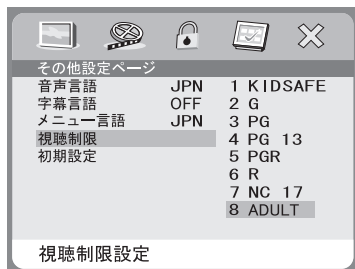 その他設定ページ
音声言語 JPN 1 KIDSAFE
字幕言語 OFF 2 G
メニュー言語 JPN 3 PG
視聴制限 4 PG 13
初期設定 5 PGR
6 R
7 NC 17
8 ADULT
視聴制限設定